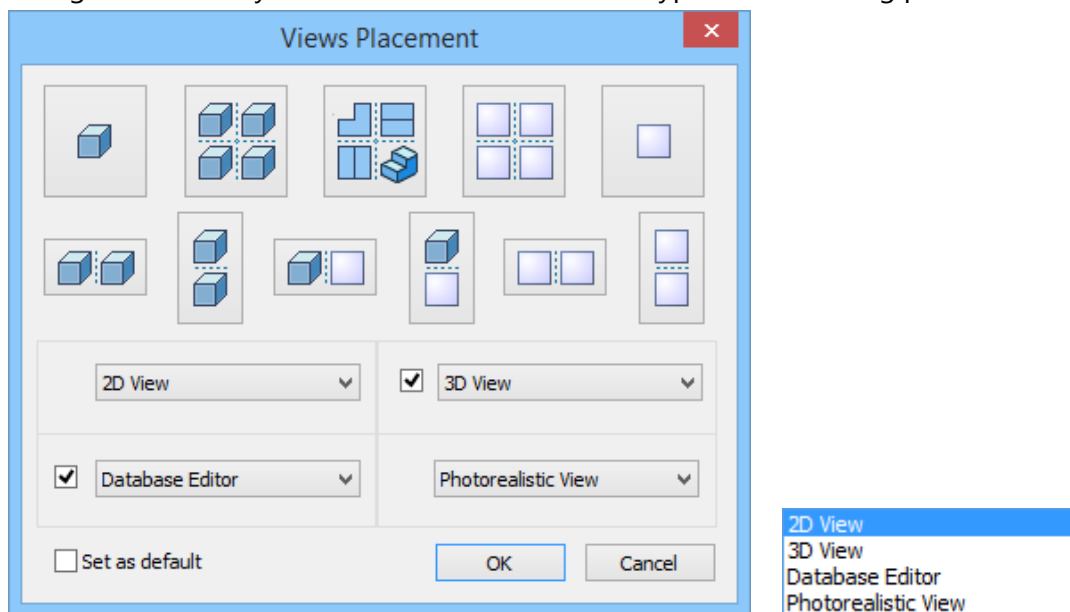 Views Placement
2D View
3D View
Database Editor
Photorealistic View
Set as default
OK
Cancel
2D View
3D View
Database Editor
Photorealistic View